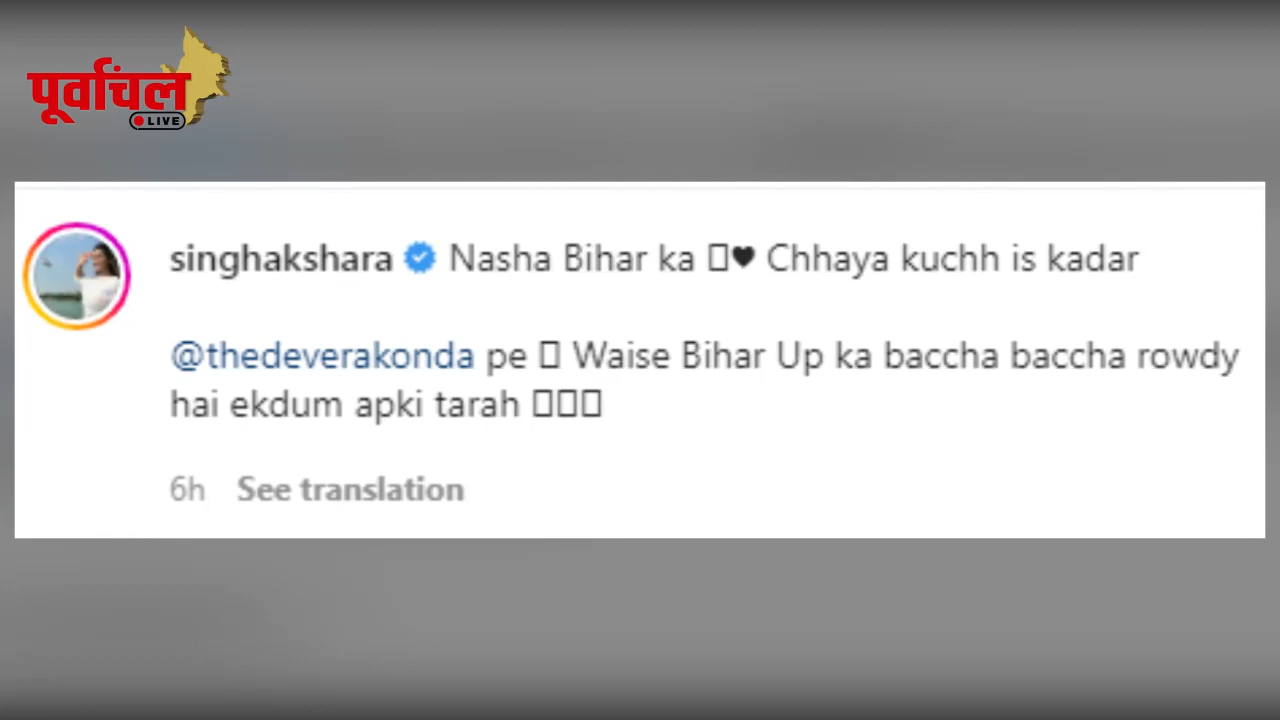 पूर्वांचल
LIVE
singhakshara Nasha Bihar ka □♥ Chhaya kuchh is kadar
@thedeverakonda pe □ Waise Bihar Up ka baccha baccha rowdy
hai ekdum apki tarah □□□
6h See translation